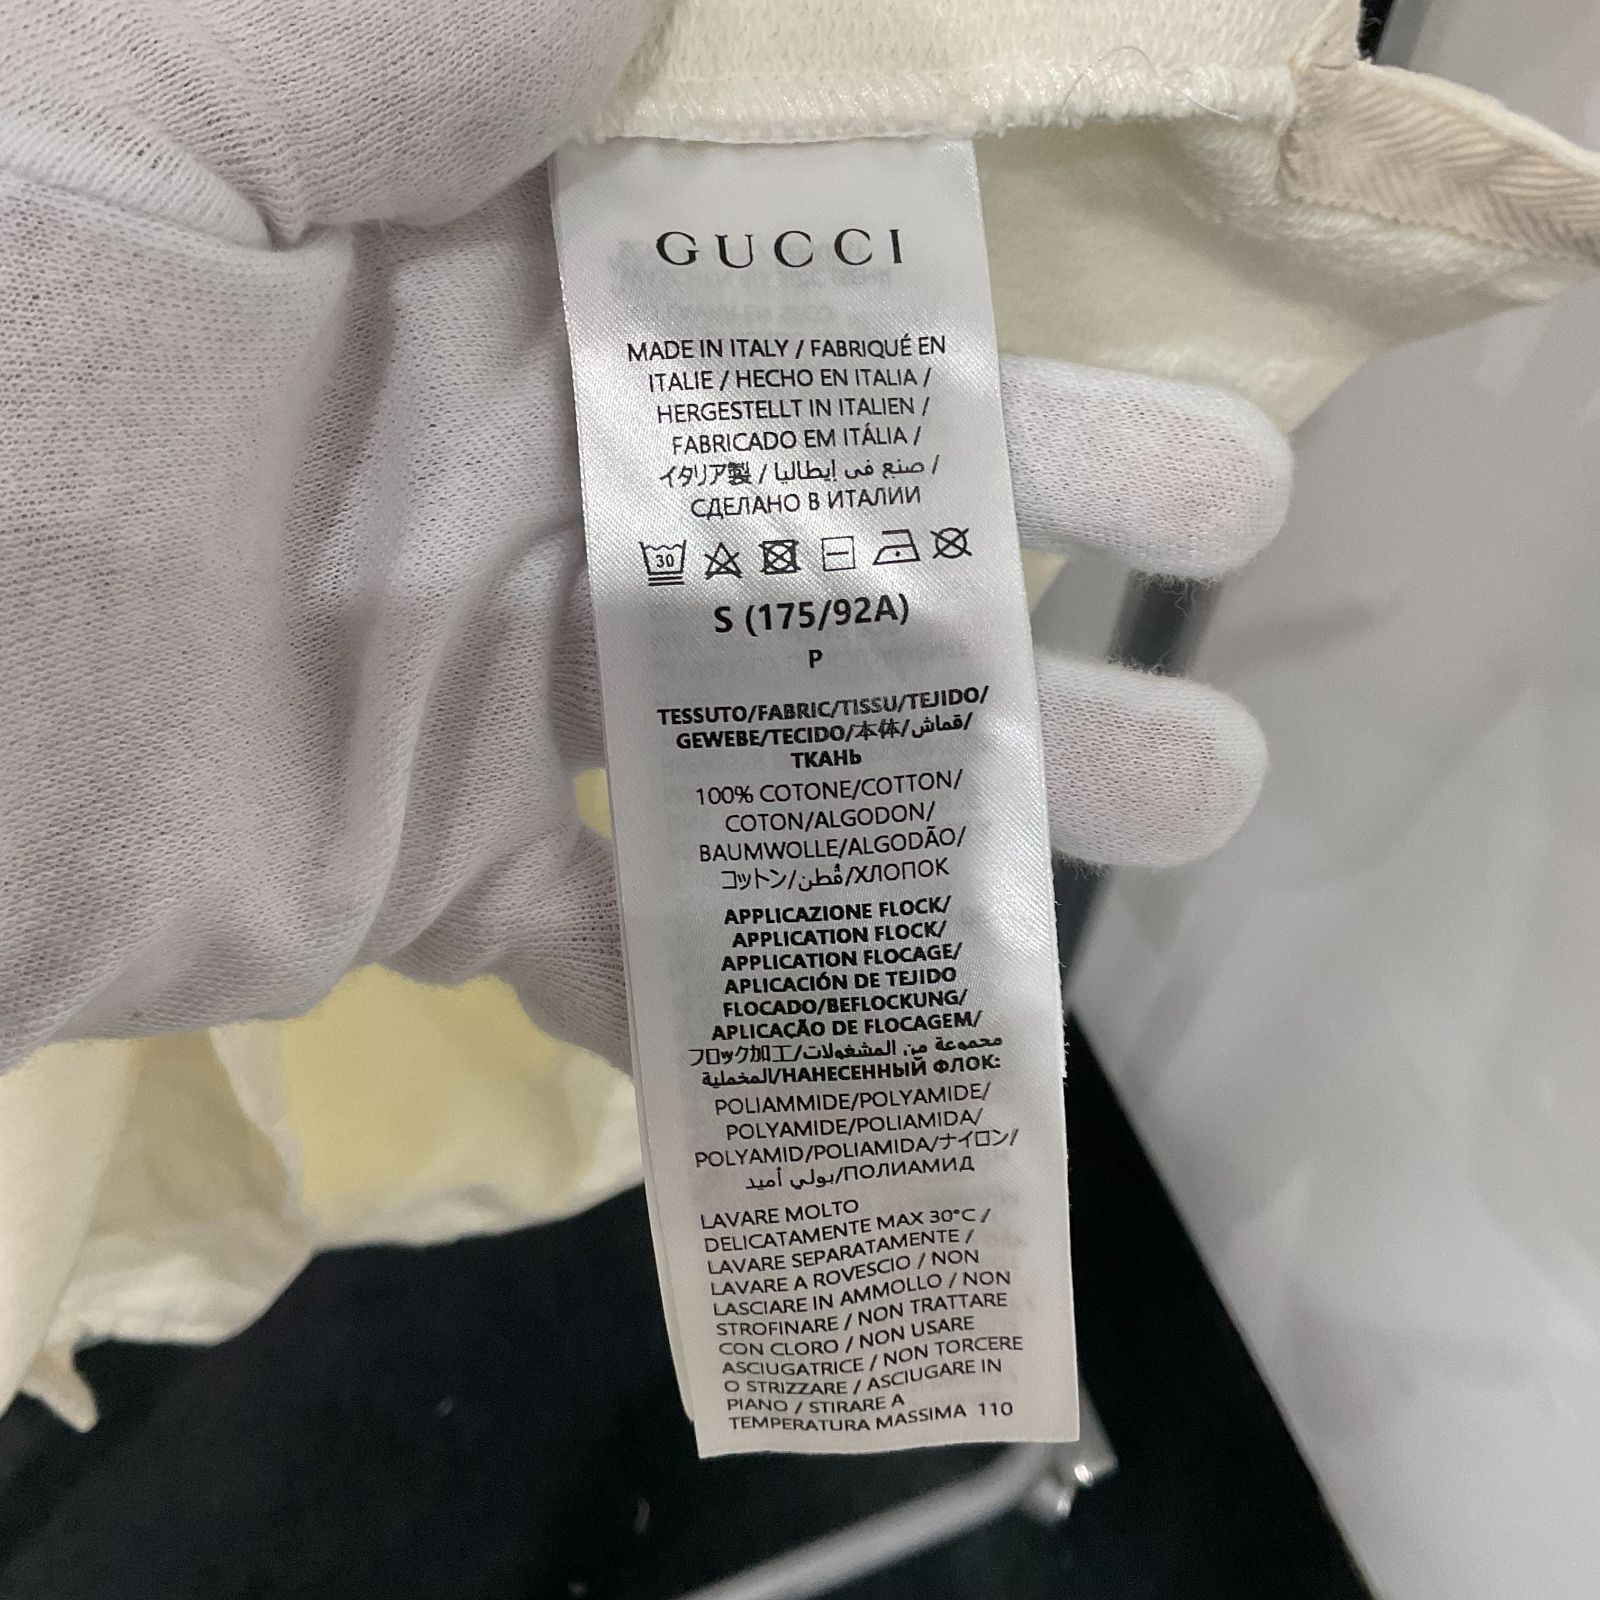 GUCCI
MADE IN ITALY / FABRIQUÉ EN
ITALIE / HECHO EN ITALIA /
HERGESTELLT IN ITALIEN /
FABRICADO EM ITÁLIA /
イタリア製 / صنع في إيطاليا /
СДЕЛАНО В ИТАЛИИ
30
S (175/92A)
P
TESSUTO/FABRIC/TISSU/TEJIDO/
GEWEBE/TECIDO/本体/قماش/
ТКАНЬ
100% COTONE/COTTON/
COTON/ALGODON/
BAUMWOLLE/ALGODÃO/
コットン/قُطن/ХЛОПОК
APPLICAZIONE FLOCK/
APPLICATION FLOCK/
APPLICATION FLOCAGE/
APLICACIÓN DE TEJIDO
FLOCADO/BEFLOCKUNG/
APLICAÇÃO DE FLOCAGEM/
フロック加工/مجموعة من المشغولات
المخملية/НАНЕСЕННЫЙ ФЛОК:
POLIAMMIDE/POLYAMIDE/
POLYAMIDE/POLIAMIDA/
POLYAMID/POLIAMIDA/ナイロン/
بولي أميد/ПОЛИАМИД
LAVARE MOLTO
DELICATAMENTE MAX 30°C /
LAVARE SEPARATAMENTE /
LAVARE A ROVESCIO / NON
LASCIARE IN AMMOLLO / NON
STROFINARE / NON TRATTARE
CON CLORO / NON USARE
ASCIUGATRICE / NON TORCERE
O STRIZZARE / ASCIUGARE IN
PIANO / STIRARE A
TEMPERATURA MASSIMA 110